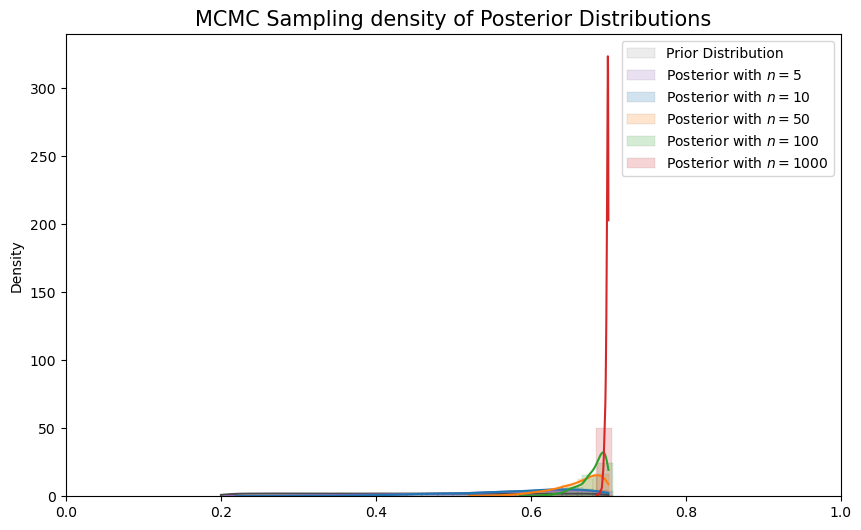 MCMC Sampling density of Posterior Distributions
Prior Distribution
Posterior with n = 5
Posterior with n = 10
Posterior with n = 50
Posterior with n = 100
Posterior with n = 1000
Density
300
250
200
150
100
50
0
0.0 0.2 0.4 0.6 0.8 1.0